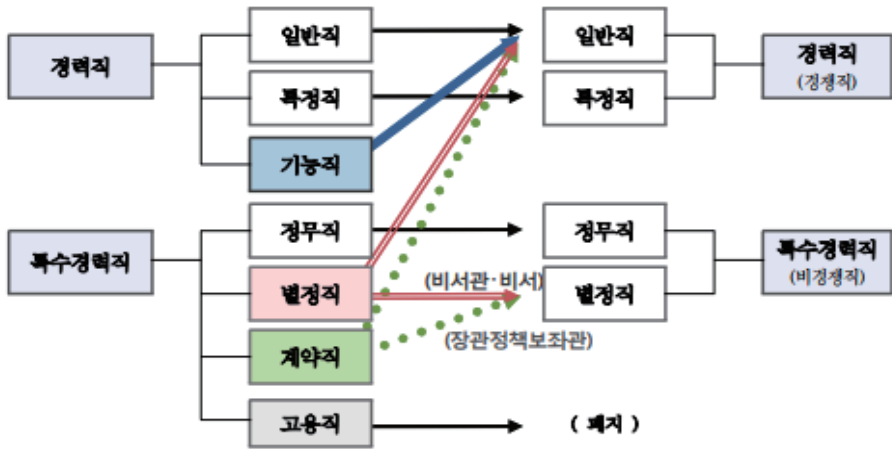 일반직
일반직
경력직
경력직
(경쟁직)
특정직
특정직
기능직
정무직
정무직
특수경력직
특수경력직
(비경쟁직)
별정직
(비서관·비서)
별정직
(장관정책보좌관)
계약직
고용직
( 폐지 )